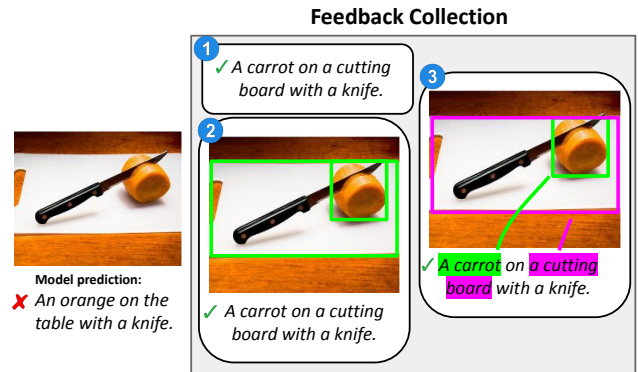 Feedback Collection
1
✓ A carrot on a cutting
board with a knife.
2
✓ A carrot on a cutting
board with a knife.
3
✓ A carrot on a cutting
board with a knife.
Model prediction:
✘ An orange on the
table with a knife.